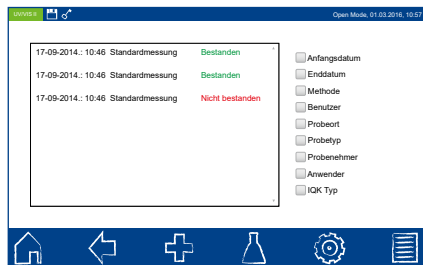 UV/VIS II Open Mode, 01.03.2016, 10:57
17-09-2014.: 10:46 Standardmessung Bestanden
17-09-2014.: 10:46 Standardmessung Bestanden
17-09-2014.: 10:46 Standardmessung Nicht bestanden
Anfangsdatum
Enddatum
Methode
Benutzer
Probeort
Probetyp
Probenehmer
Anwender
IQK Typ